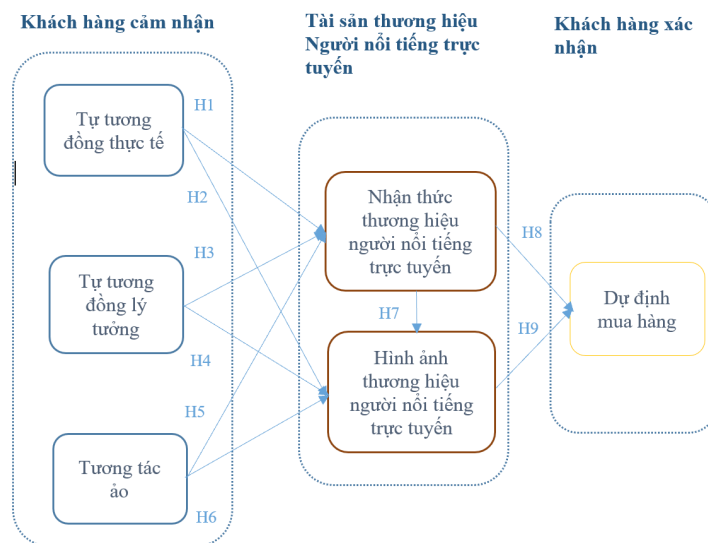 Khách hàng cảm nhận
Tài sản thương hiệu
Người nổi tiếng trực
tuyến
Khách hàng xác
nhận
Tự tương
đồng thực tế
H1
H2
Nhận thức
thương hiệu
người nổi tiếng
trực tuyến
H8
H3
Tự tương
đồng lý
tưởng
H7
Dự định
mua hàng
H9
H4
Hình ảnh
thương hiệu
người nổi tiếng
trực tuyến
H5
Tương tác
ảo
H6